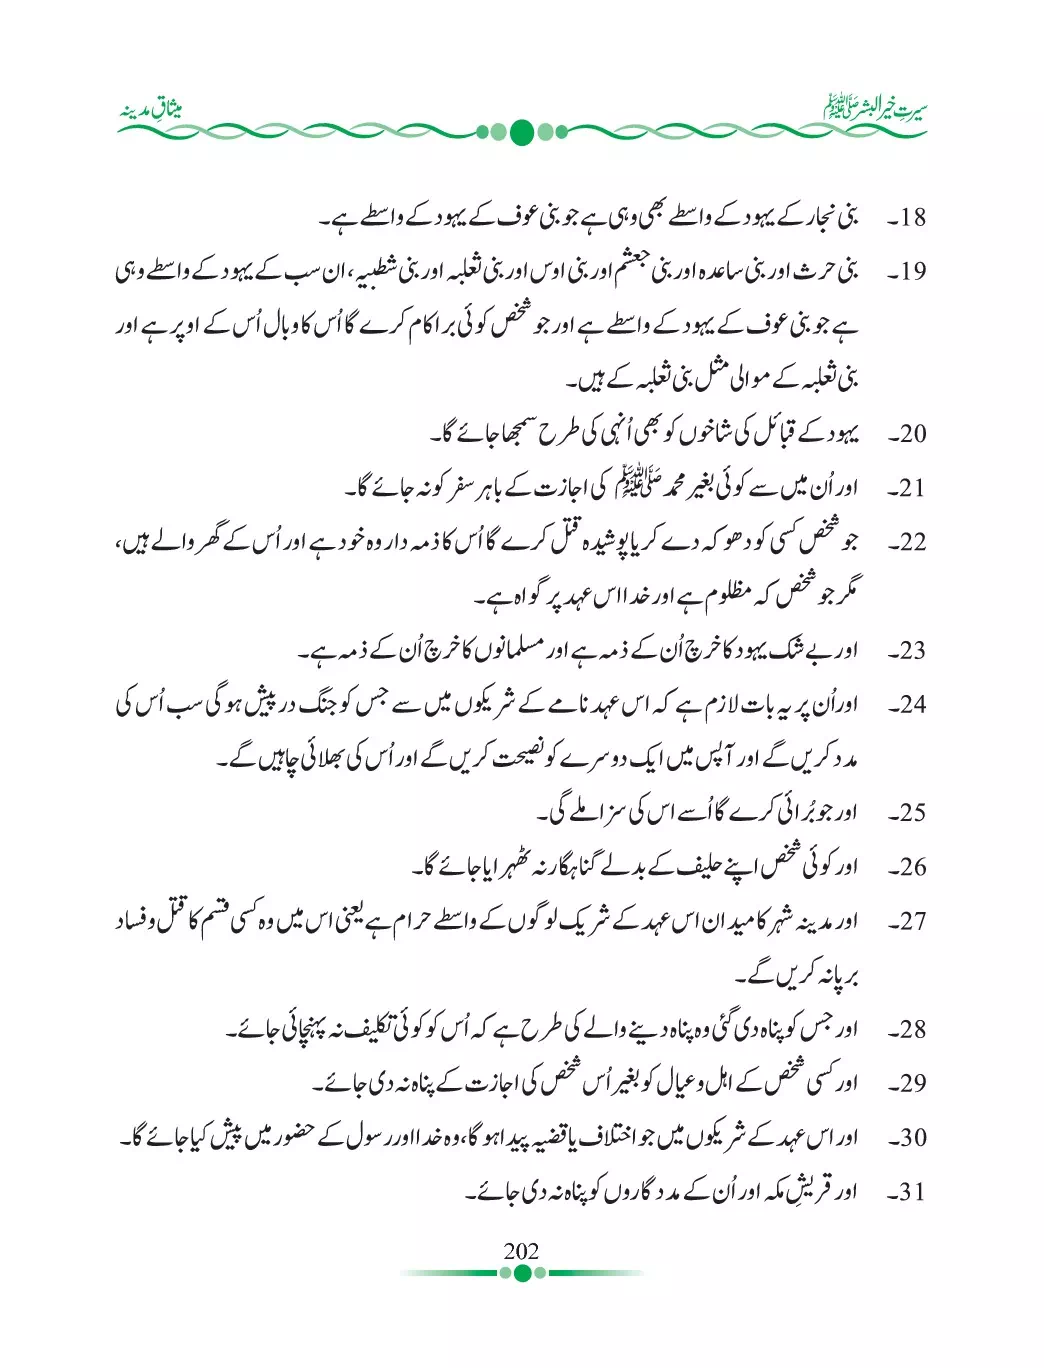 سیرتِ خیر البشر ﷺ
میثاقِ مدینہ
18۔ بنی نجار کے یہود کے واسطے بھی وہی ہے جو بنی عوف کے یہود کے واسطے ہے۔
19۔ بنی حرث اور بنی ساعدہ اور بنی جعشم اور بنی اوس اور بنی ثعلبہ اور بنی شطبیہ، ان سب کے یہود کے واسطے وہی
ہے جو بنی عوف کے یہود کے واسطے ہے اور جو شخص کوئی برا کام کرے گا اُس کا وبال اُس کے اوپر ہے اور
بنی ثعلبہ کے موالی مثل بنی ثعلبہ کے ہیں۔
20۔ یہود کے قبائل کی شاخوں کو بھی اُنہی کی طرح سمجھا جائے گا۔
21۔ اور اُن میں سے کوئی بغیر محمد ﷺ کی اجازت کے باہر سفر کو نہ جائے گا۔
22۔ جو شخص کسی کو دھوکہ دے کر یا پوشیدہ قتل کرے گا اُس کا ذمہ دار وہ خود ہے اور اُس کے گھر والے ہیں،
مگر جو شخص کہ مظلوم ہے اور خدا اس عہد پر گواہ ہے۔
23۔ اور بے شک یہود کا خرچ اُن کے ذمہ ہے اور مسلمانوں کا خرچ اُن کے ذمہ ہے۔
24۔ اور اُن پر یہ بات لازم ہے کہ اس عہد نامے کے شریکوں میں سے جس کو جنگ درپیش ہوگی سب اُس کی
مدد کریں گے اور آپس میں ایک دوسرے کو نصیحت کریں گے اور اُس کی بھلائی چاہیں گے۔
25۔ اور جو بُرائی کرے گا اُسے اس کی سزا ملے گی۔
26۔ اور کوئی شخص اپنے حلیف کے بدلے گناہگار نہ ٹھہرایا جائے گا۔
27۔ اور مدینہ شہر کا میدان اس عہد کے شریک لوگوں کے واسطے حرام ہے یعنی اس میں وہ کسی قسم کا قتل و فساد
برپا نہ کریں گے۔
28۔ اور جس کو پناہ دی گئی وہ پناہ دینے والے کی طرح ہے کہ اُس کو کوئی تکلیف نہ پہنچائی جائے۔
29۔ اور کسی شخص کے اہل و عیال کو بغیر اُس شخص کی اجازت کے پناہ نہ دی جائے۔
30۔ اور اس عہد کے شریکوں میں جو اختلاف یا قضیہ پیدا ہوگا، وہ خدا اور رسول کے حضور میں پیش کیا جائے گا۔
31۔ اور قریشِ مکہ اور اُن کے مددگاروں کو پناہ نہ دی جائے۔
202